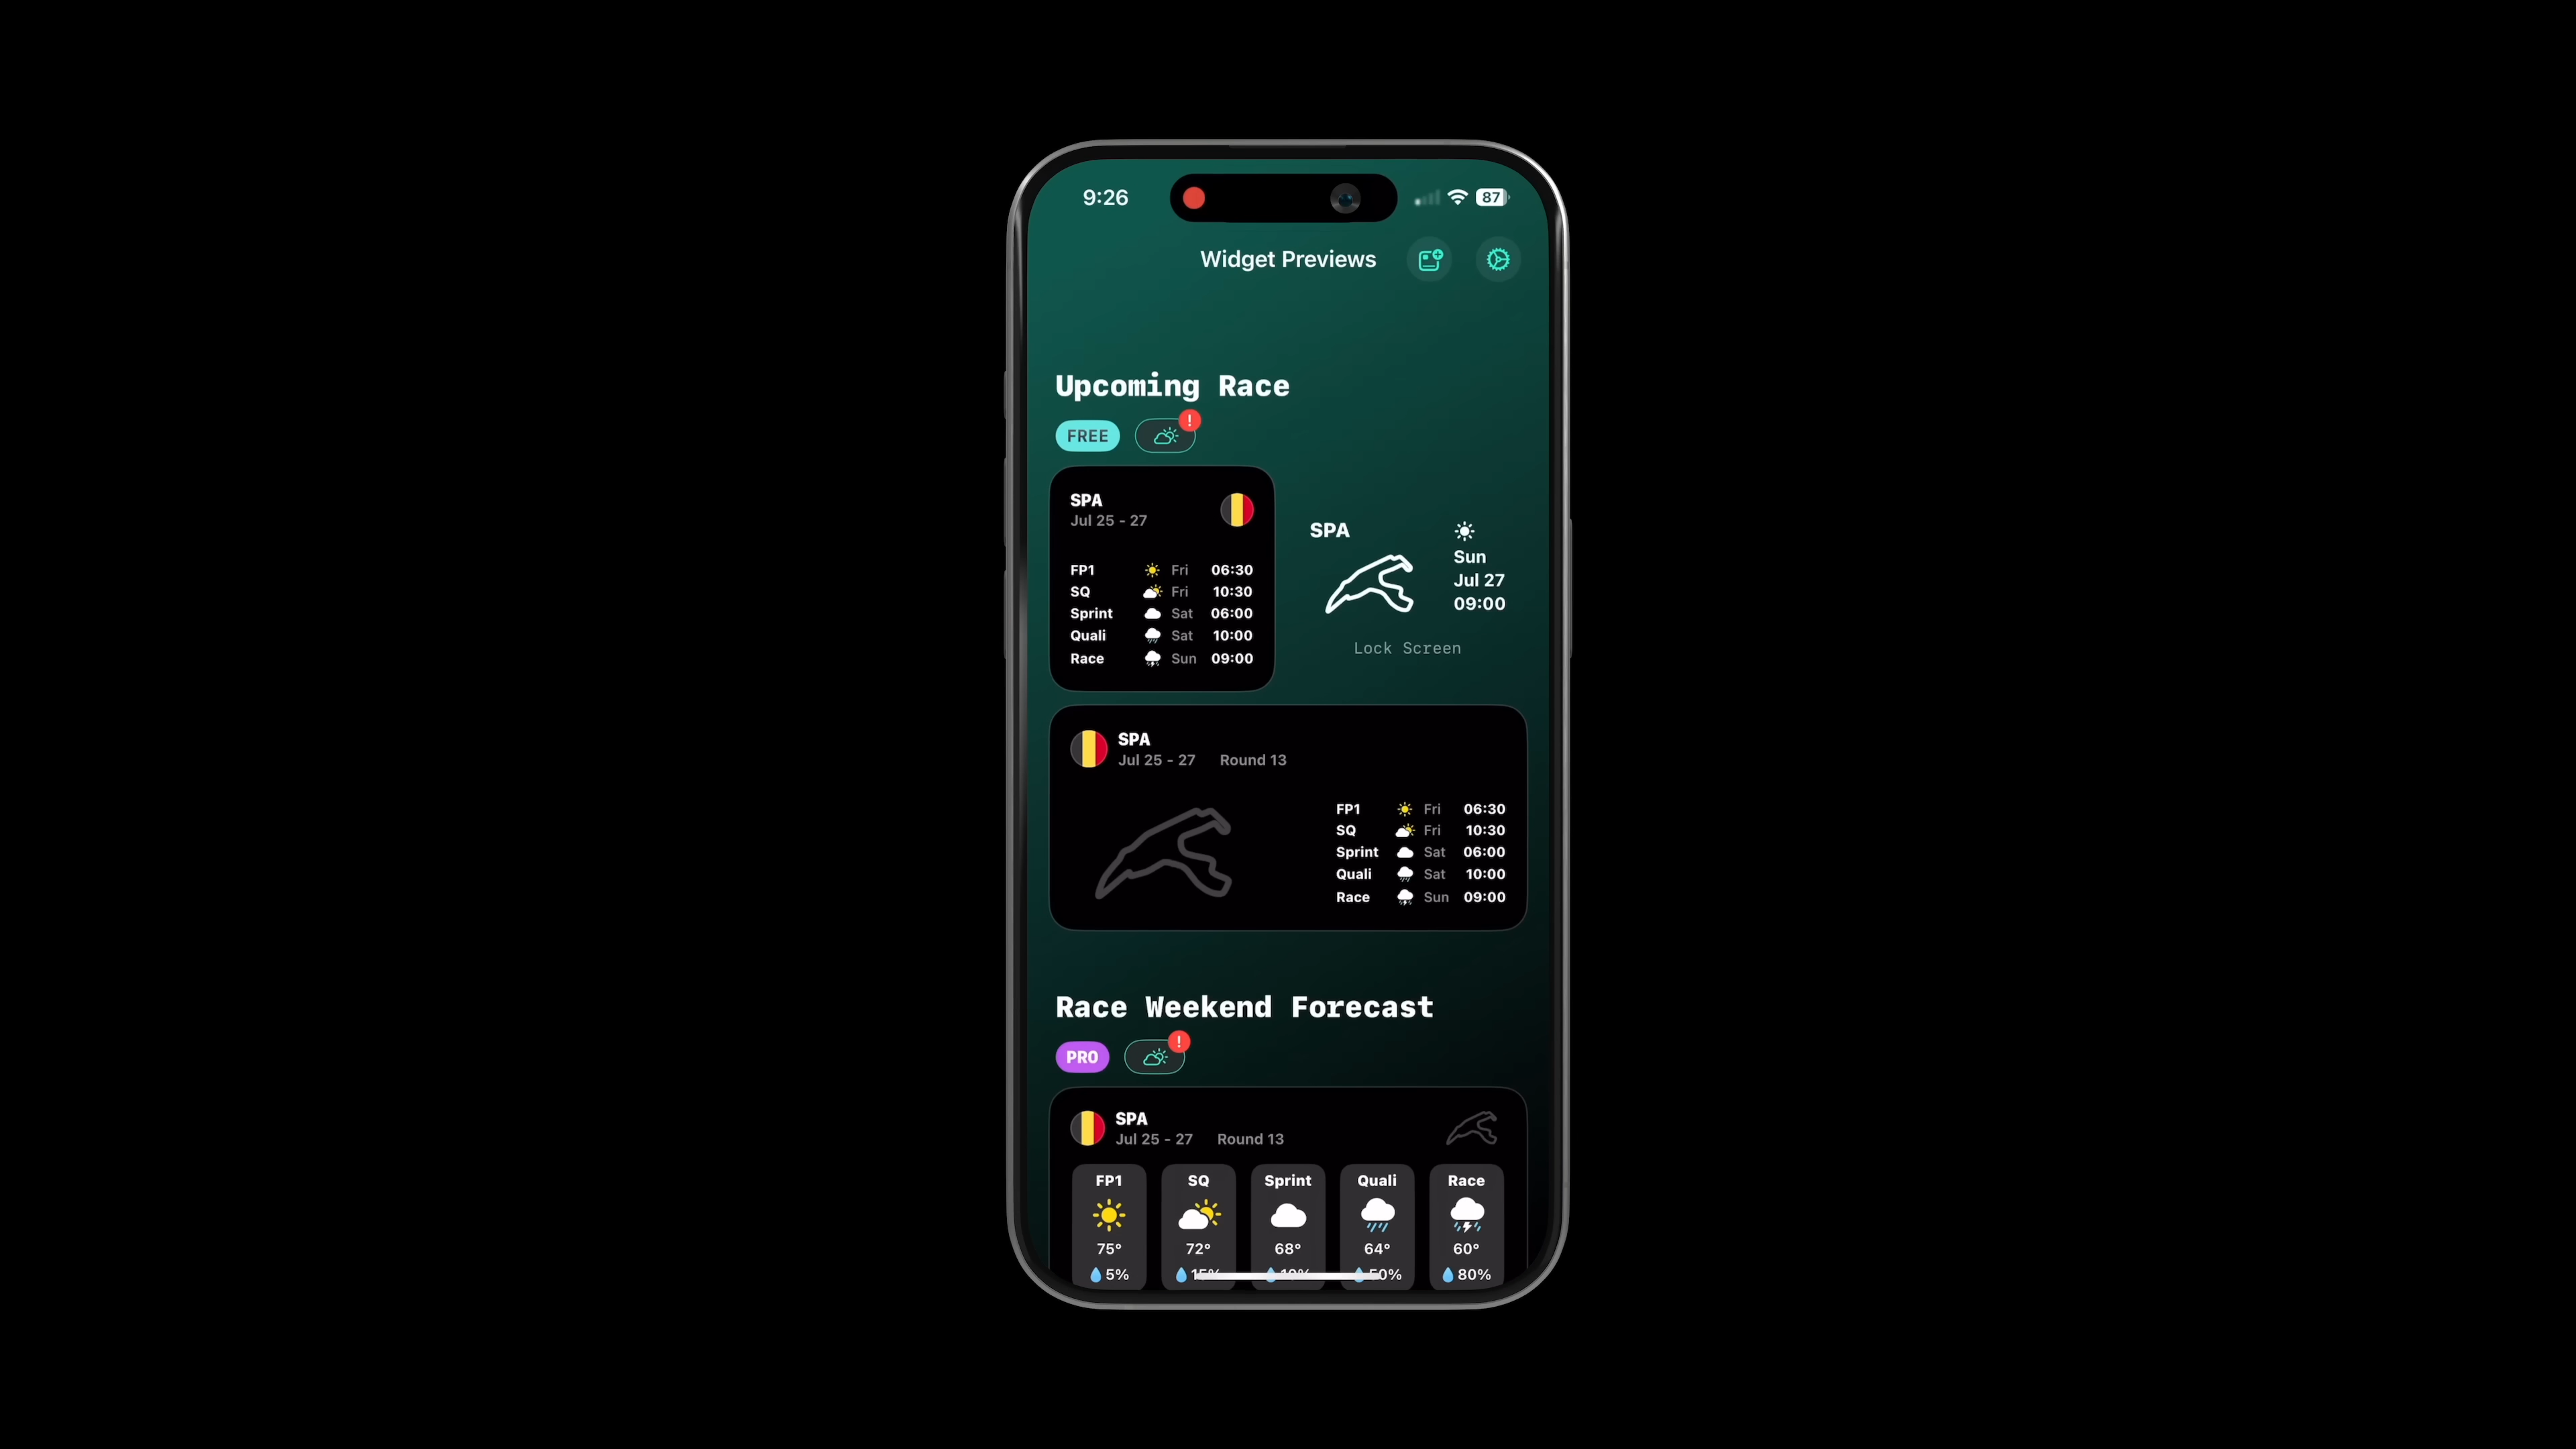 9:26
87
Widget Previews
Upcoming Race
FREE
!
SPA
Jul 25 - 27
FP1 Fri 06:30
SQ Fri 10:30
Sprint Sat 06:00
Quali Sat 10:00
Race Sun 09:00
SPA
Sun
Jul 27
09:00
Lock Screen
SPA
Jul 25 - 27 Round 13
FP1 Fri 06:30
SQ Fri 10:30
Sprint Sat 06:00
Quali Sat 10:00
Race Sun 09:00
Race Weekend Forecast
PRO
!
SPA
Jul 25 - 27 Round 13
FP1 SQ Sprint Quali Race
75° 72° 68° 64° 60°
5% 80%